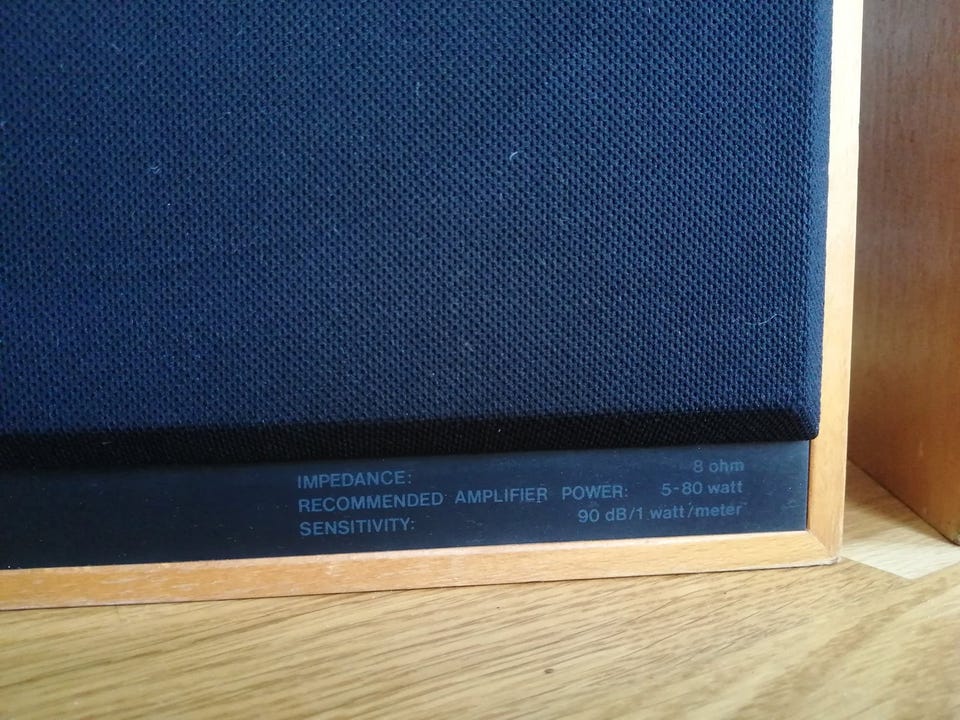 IMPEDANCE: 8 ohm
RECOMMENDED AMPLIFIER POWER: 5-80 watt
SENSITIVITY: 90 dB/1 watt/meter